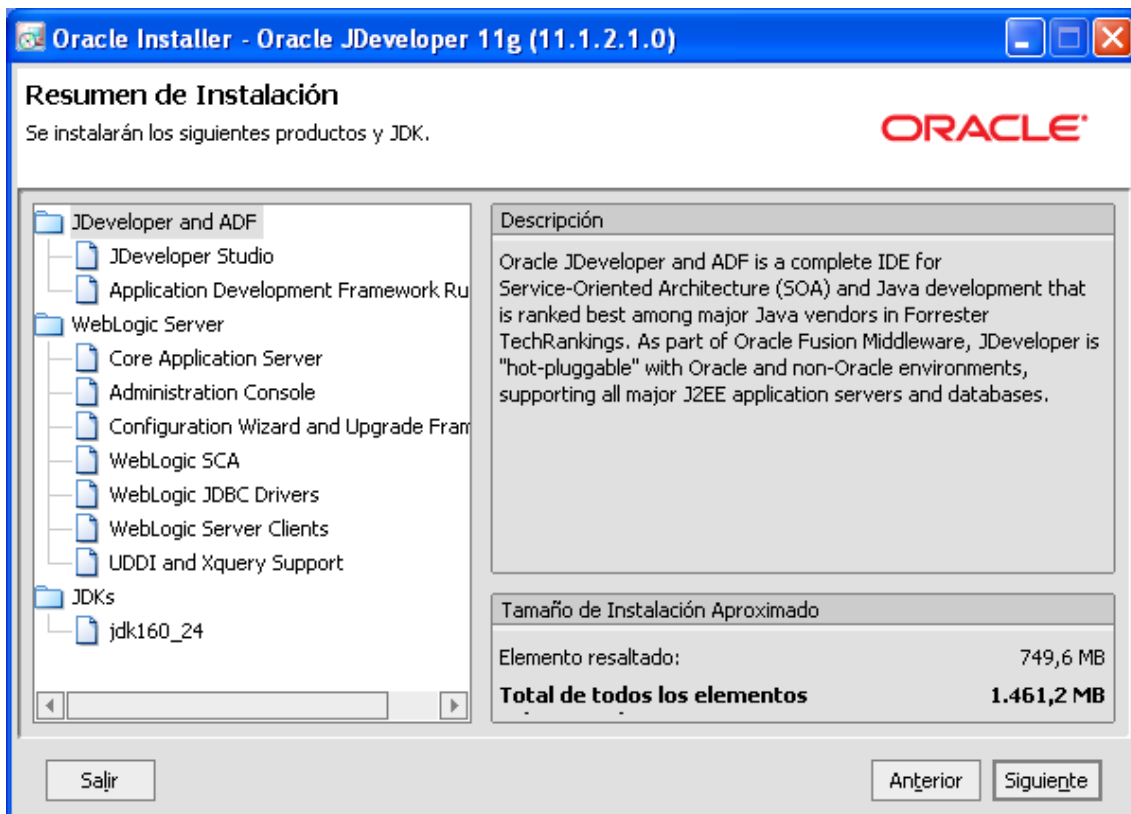 Oracle Installer - Oracle JDeveloper 11g (11.1.2.1.0)
Resumen de Instalación
Se instalarán los siguientes productos y JDK.
ORACLE
JDeveloper and ADF
JDeveloper Studio
Application Development Framework Ru
WebLogic Server
Core Application Server
Administration Console
Configuration Wizard and Upgrade Fram
WebLogic SCA
WebLogic JDBC Drivers
WebLogic Server Clients
UDDI and Xquery Support
JDKs
jdk160_24
Descripción
Oracle JDeveloper and ADF is a complete IDE for
Service-Oriented Architecture (SOA) and Java development that
is ranked best among major Java vendors in Forrester
TechRankings. As part of Oracle Fusion Middleware, JDeveloper is
"hot-pluggable" with Oracle and non-Oracle environments,
supporting all major J2EE application servers and databases.
Tamaño de Instalación Aproximado
Elemento resaltado: 749,6 MB
Total de todos los elementos 1.461,2 MB
Salir
Anterior
Siguiente